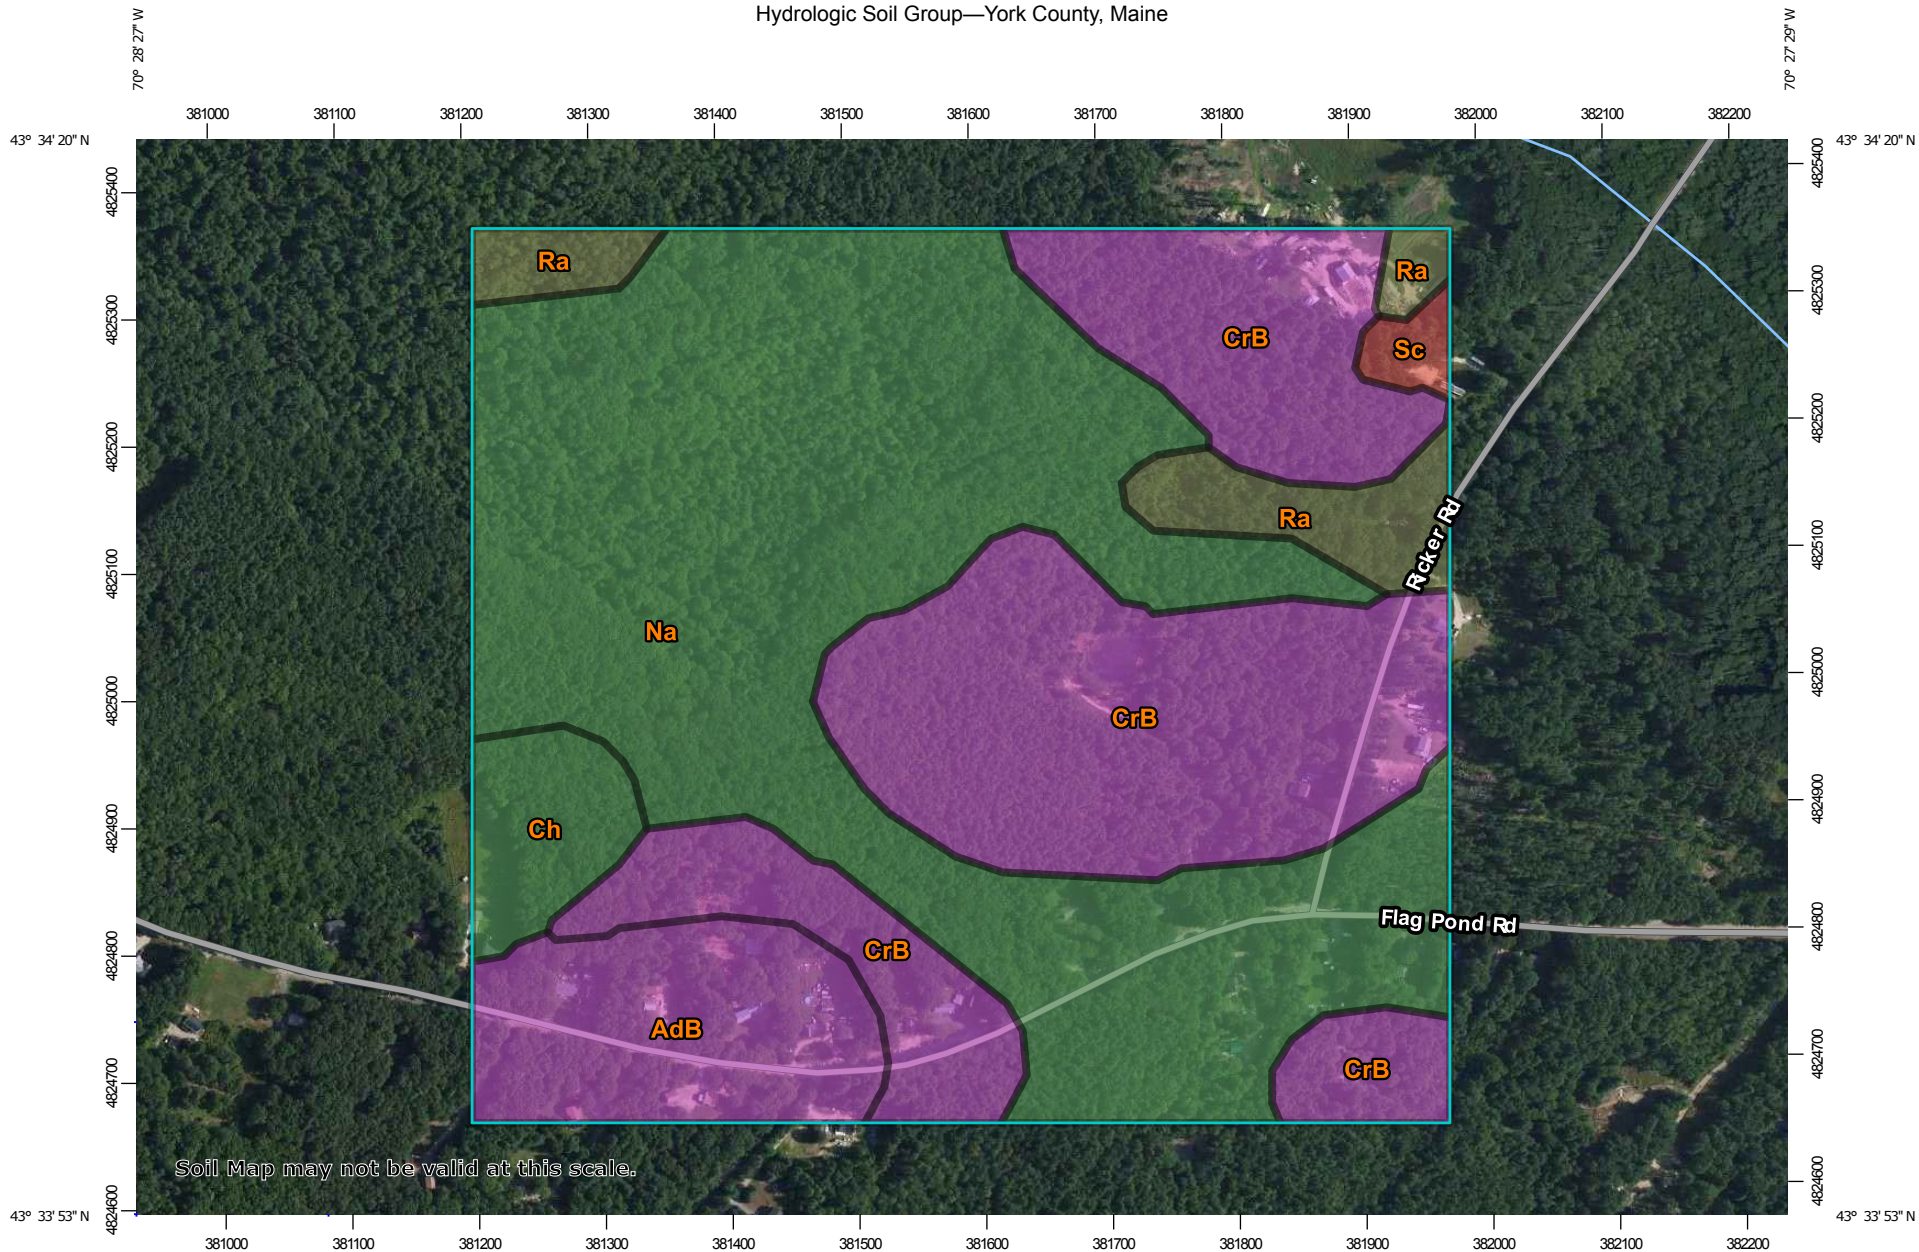 Hydrologic Soil Group—York County, Maine
70° 28' 27'' W
70° 27' 29'' W
381000 381100 381200 381300 381400 381500 381600 381700 381800 381900 382000 382100 382200
43° 34' 20'' N
43° 34' 20'' N
4825400
4825400
Ra
Ra
4825300
4825300
CrB
Sc
4825200
4825200
Ra
Ricker Rd
4825100
4825100
Na
4825000
4825000
CrB
4824900
4824900
Ch
Flag Pond Rd
4824800
4824800
CrB
AdB
CrB
4824700
4824700
Soil Map may not be valid at this scale.
4824600
4824600
43° 33' 53'' N
43° 33' 53'' N
381000 381100 381200 381300 381400 381500 381600 381700 381800 381900 382000 382100 382200